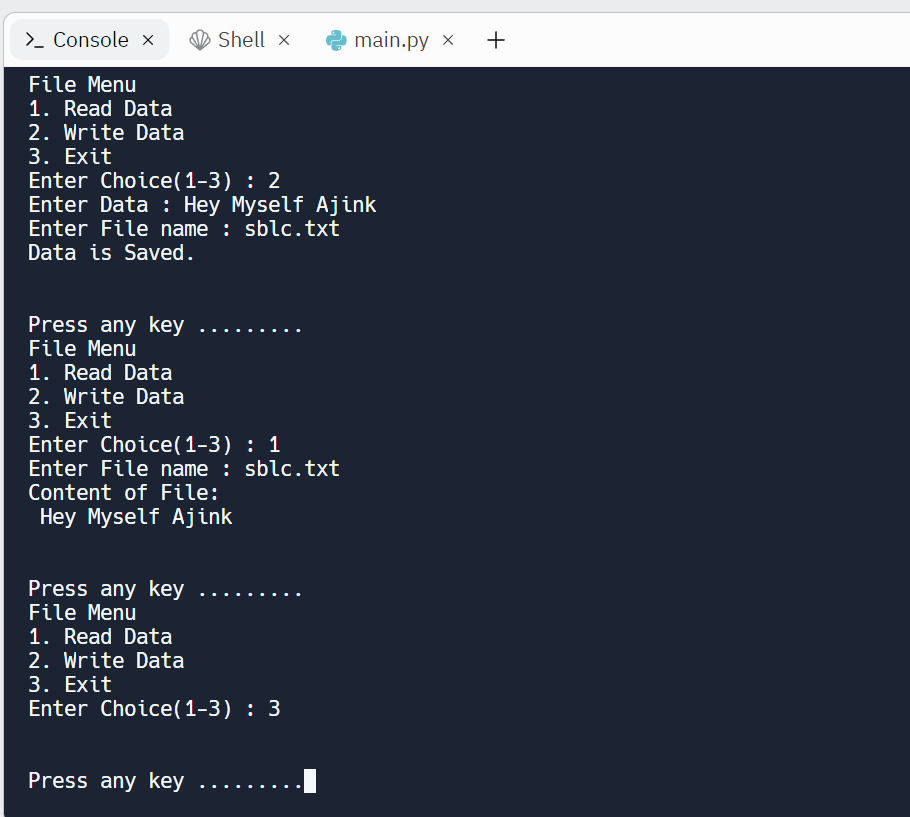 Console × Shell × main.py × +
File Menu
1. Read Data
2. Write Data
3. Exit
Enter Choice(1-3) : 2
Enter Data : Hey Myself Ajink
Enter File name : sblc.txt
Data is Saved.
Press any key .........
File Menu
1. Read Data
2. Write Data
3. Exit
Enter Choice(1-3) : 1
Enter File name : sblc.txt
Content of File:
Hey Myself Ajink
Press any key .........
File Menu
1. Read Data
2. Write Data
3. Exit
Enter Choice(1-3) : 3
Press any key .........